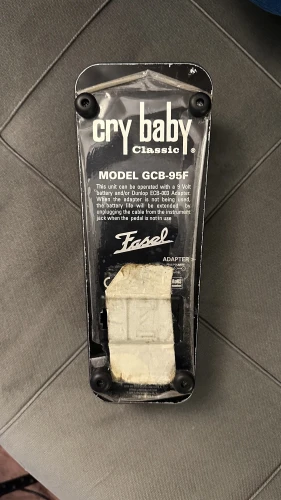 cry baby
Classic ®
MODEL GCB-95F
This unit can be operated with a 9 Volt
battery and/or Dunlop ECB-003 Adapter.
When the adapter is not being used,
the battery life will be extended by
unplugging the cable from the instrument
jack when the pedal is not in use
Fasel
ADAPTER